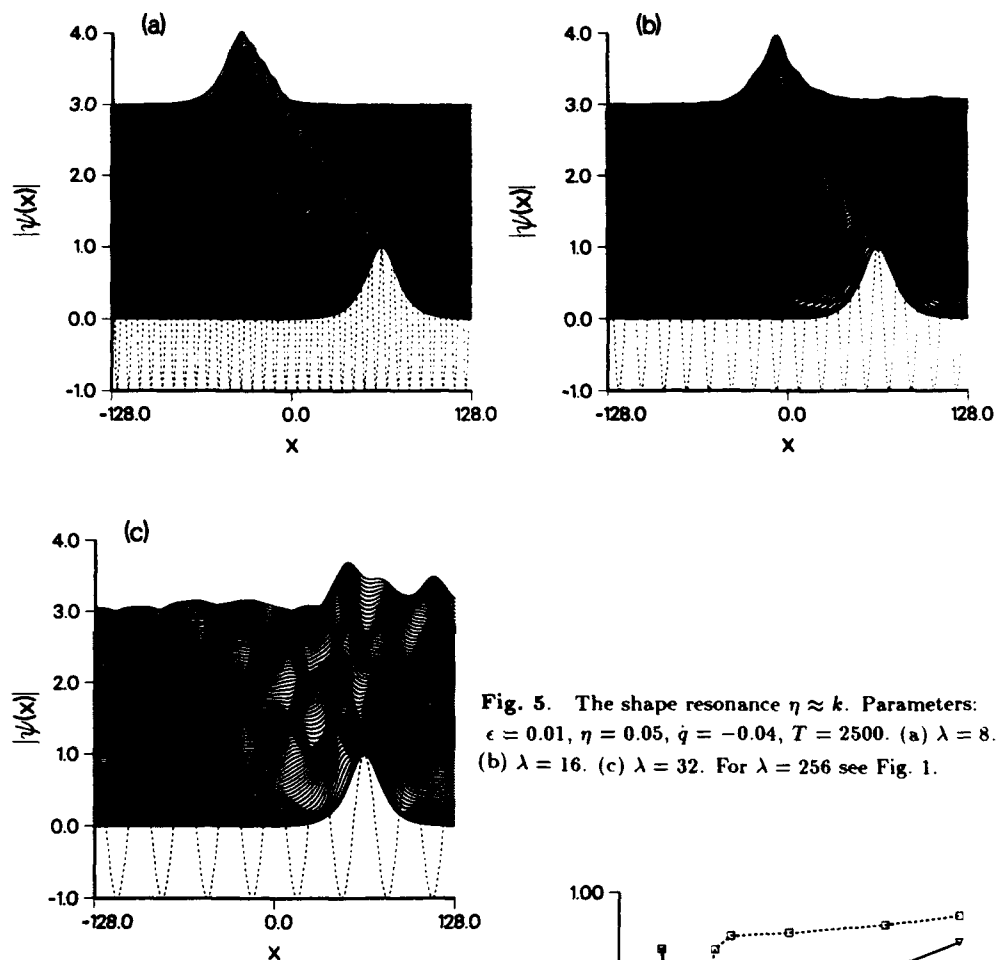 (a)
4.0
3.0
2.0
1.0
0.0
-1.0
|ψ(x)|
-128.0 0.0 128.0
x
(b)
4.0
3.0
2.0
1.0
0.0
-1.0
|ψ(x)|
-128.0 0.0 128.0
x
(c)
4.0
3.0
2.0
1.0
0.0
-1.0
|ψ(x)|
-128.0 0.0 128.0
x
Fig. 5. The shape resonance η ≈ k. Parameters:
ϵ = 0.01, η = 0.05, q̇ = −0.04, T = 2500. (a) λ = 8.
(b) λ = 16. (c) λ = 32. For λ = 256 see Fig. 1.
1.00